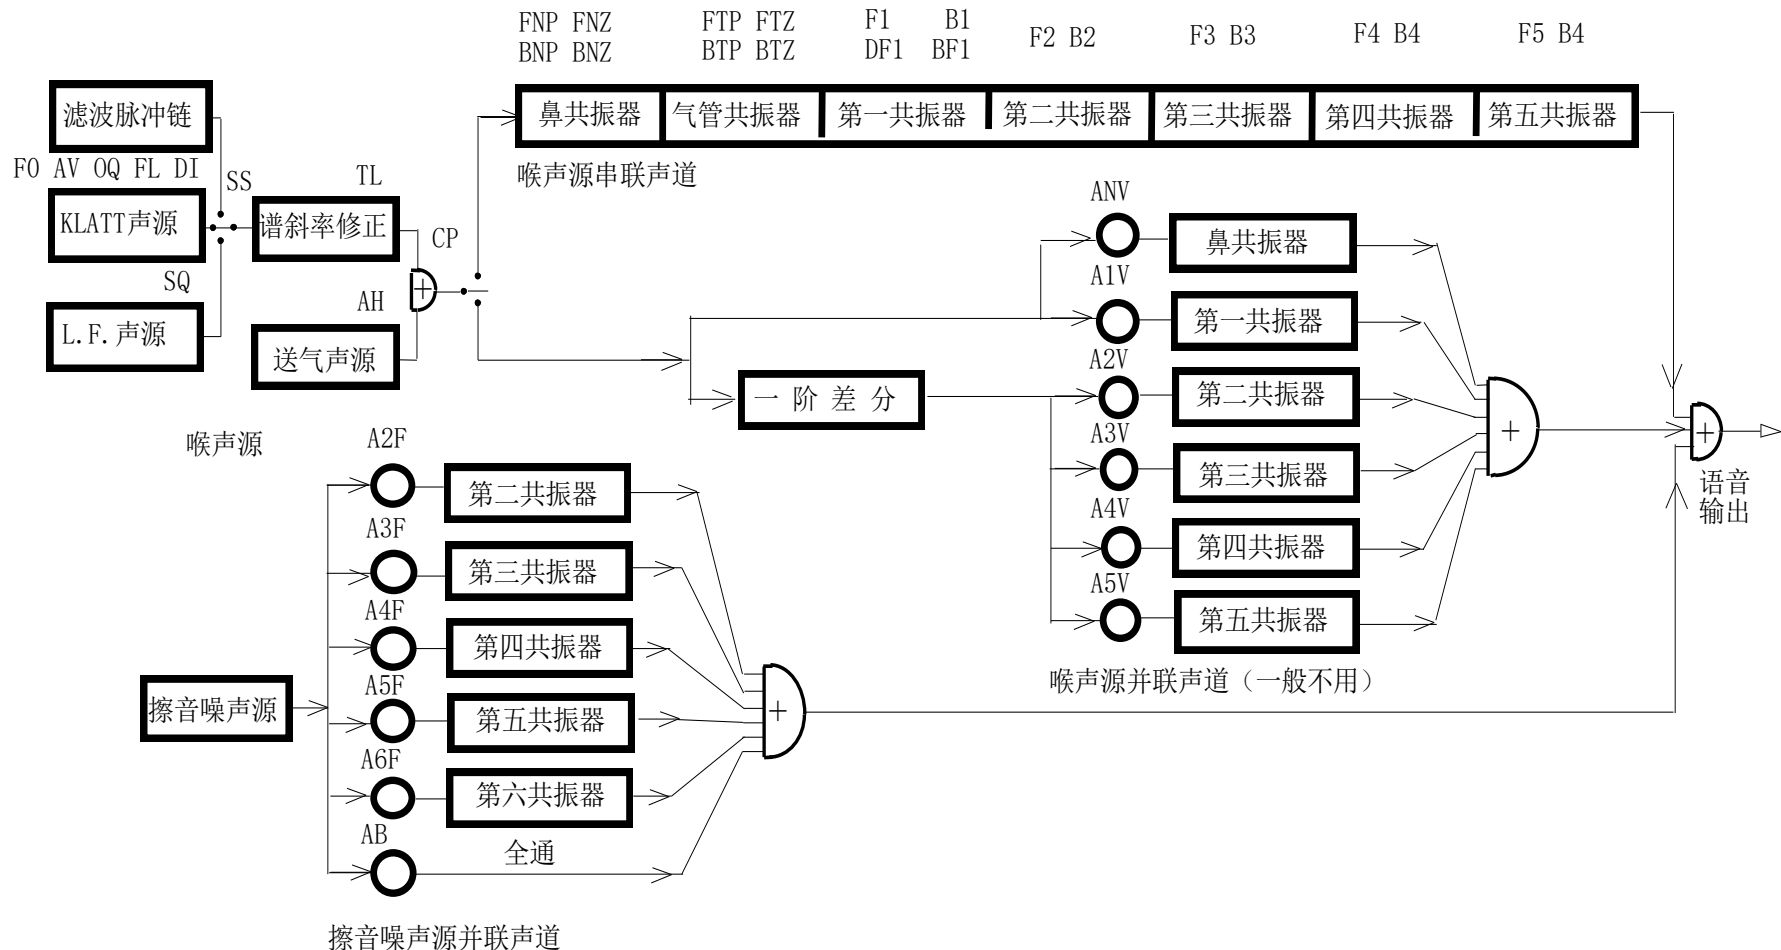 FNP FNZ
BNP BNZ
FTP FTZ
BTP BTZ
F1 B1
DF1 BF1
F2 B2
F3 B3
F4 B4
F5 B4
滤波脉冲链
F0 AV OQ FL DI
KLATT声源
SQ
L.F.声源
SS
TL
谱斜率修正
CP
+
AH
送气声源
喉声源
鼻共振器
气管共振器
第一共振器
第二共振器
第三共振器
第四共振器
第五共振器
喉声源串联声道
一 阶 差 分
ANV
鼻共振器
A1V
第一共振器
A2V
第二共振器
A3V
第三共振器
A4V
第四共振器
A5V
第五共振器
+
喉声源并联声道（一般不用）
+
语音
输出
擦音噪声源
A2F
第二共振器
A3F
第三共振器
A4F
第四共振器
A5F
第五共振器
A6F
第六共振器
AB
全通
+
擦音噪声源并联声道